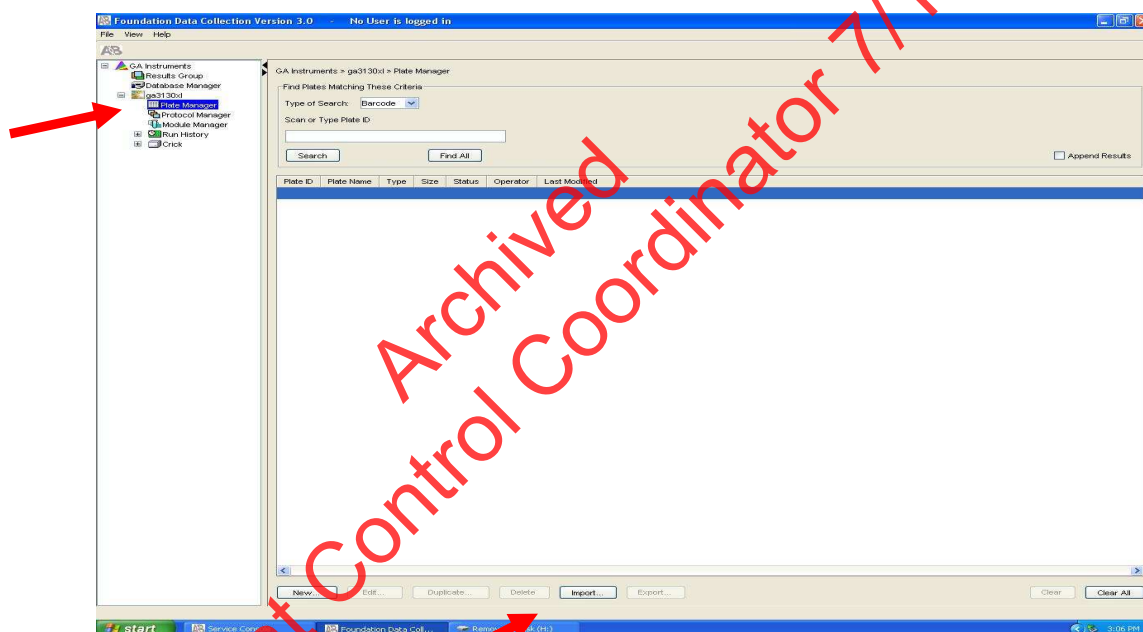 Foundation Data Collection Version 3.0 - No User is logged in
File View Help
AB
GA Instruments
Results Group
Database Manager
ga3130xl
Plate Manager
Protocol Manager
Module Manager
Run History
Crick
GA Instruments > ga3130xl > Plate Manager
Find Plates Matching These Criteria
Type of Search: Barcode
Scan or Type Plate ID
Search Find All Append Results
Plate ID Plate Name Type Size Status Operator Last Modified
New... Edit... Duplicate... Delete Import... Export... Clear Clear All
start Service Con Foundation Data Coll... (H:) 3:06 PM
Archived
Control Coordinator 7/